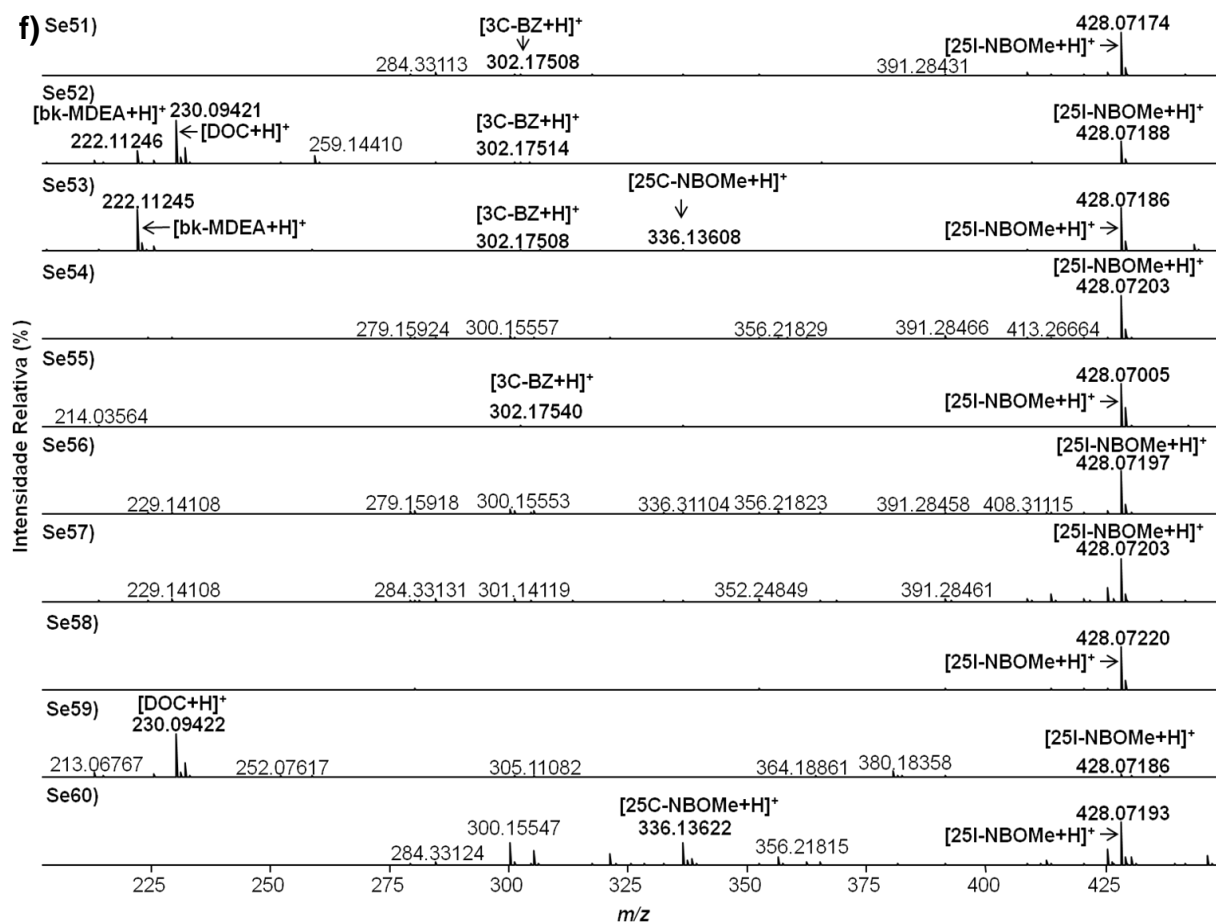 f) Se51)
[3C-BZ+H]+
302.17508
284.33113
391.28431
428.07174
[25I-NBOMe+H]+
Se52)
[bk-MDEA+H]+ 230.09421
[DOC+H]+
222.11246
259.14410
[3C-BZ+H]+
302.17514
[25I-NBOMe+H]+
428.07188
Se53)
222.11245
[bk-MDEA+H]+
[3C-BZ+H]+
302.17508
[25C-NBOMe+H]+
336.13608
428.07186
[25I-NBOMe+H]+
Se54)
279.15924
300.15557
356.21829
391.28466
413.26664
[25I-NBOMe+H]+
428.07203
Se55)
214.03564
[3C-BZ+H]+
302.17540
428.07005
[25I-NBOMe+H]+
Se56)
229.14108
279.15918
300.15553
336.31104
356.21823
391.28458
408.31115
[25I-NBOMe+H]+
428.07197
Se57)
229.14108
284.33131
301.14119
352.24849
391.28461
[25I-NBOMe+H]+
428.07203
Se58)
428.07220
[25I-NBOMe+H]+
Se59)
[DOC+H]+
230.09422
213.06767
252.07617
305.11082
364.18861
380.18358
[25I-NBOMe+H]+
428.07186
Se60)
284.33124
300.15547
[25C-NBOMe+H]+
336.13622
356.21815
428.07193
[25I-NBOMe+H]+
Intensidade Relativa (%)
225 250 275 300 325 350 375 400 425
m/z